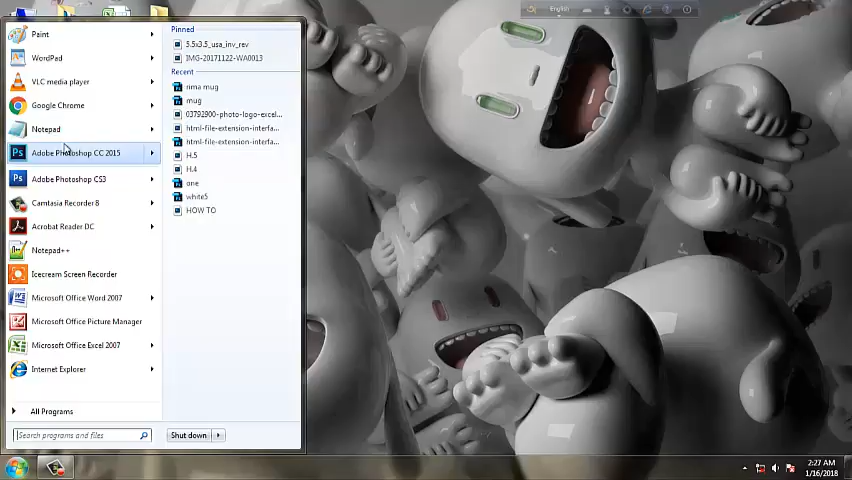 English
Paint
WordPad
VLC media player
Google Chrome
Notepad
Adobe Photoshop CC 2015
Adobe Photoshop CS3
Camtasia Recorder 8
Acrobat Reader DC
Notepad++
Icecream Screen Recorder
Microsoft Office Word 2007
Microsoft Office Picture Manager
Microsoft Office Excel 2007
Internet Explorer
All Programs
Search programs and files
Pinned
5.5x3.5_usa_inv_rev
IMG-20171122-WA0013
Recent
rima mug
mug
03792900-photo-logo-excel...
html-file-extension-interfa...
html-file-extension-interfa...
H.5
H.4
one
white5
HOW TO
Shut down
2:27 AM
1/16/2018